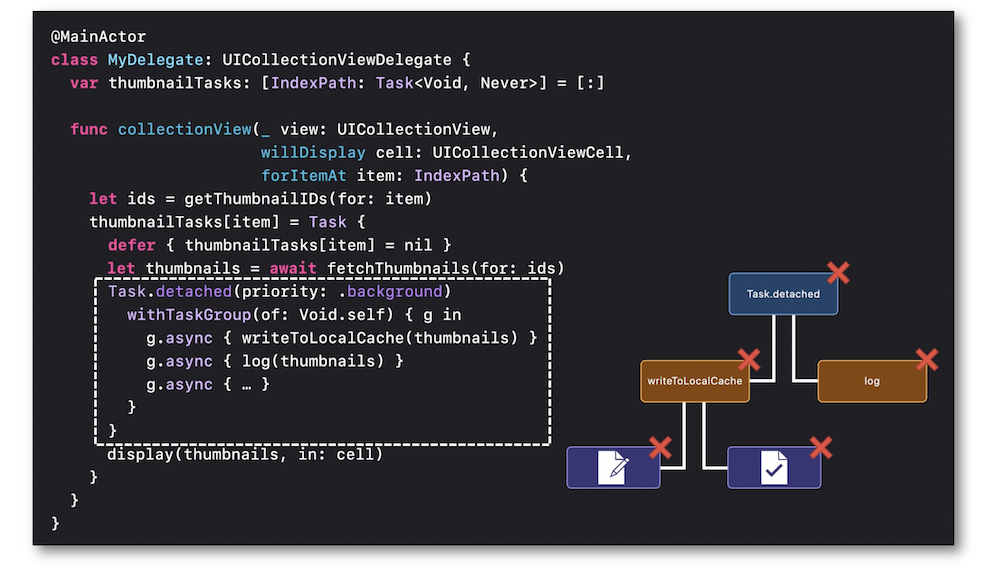 @MainActor
class MyDelegate: UICollectionViewDelegate {
  var thumbnailTasks: [IndexPath: Task<Void, Never>] = [:]
  func collectionView(_ view: UICollectionView,
                      willDisplay cell: UICollectionViewCell,
                      forItemAt item: IndexPath) {
    let ids = getThumbnailIDs(for: item)
    thumbnailTasks[item] = Task {
      defer { thumbnailTasks[item] = nil }
      let thumbnails = await fetchThumbnails(for: ids)
      Task.detached(priority: .background)
        withTaskGroup(of: Void.self) { g in
          g.async { writeToLocalCache(thumbnails) }
          g.async { log(thumbnails) }
          g.async { … }
        }
      }
      display(thumbnails, in: cell)
    }
  }
}
Task.detached
writeToLocalCache
log